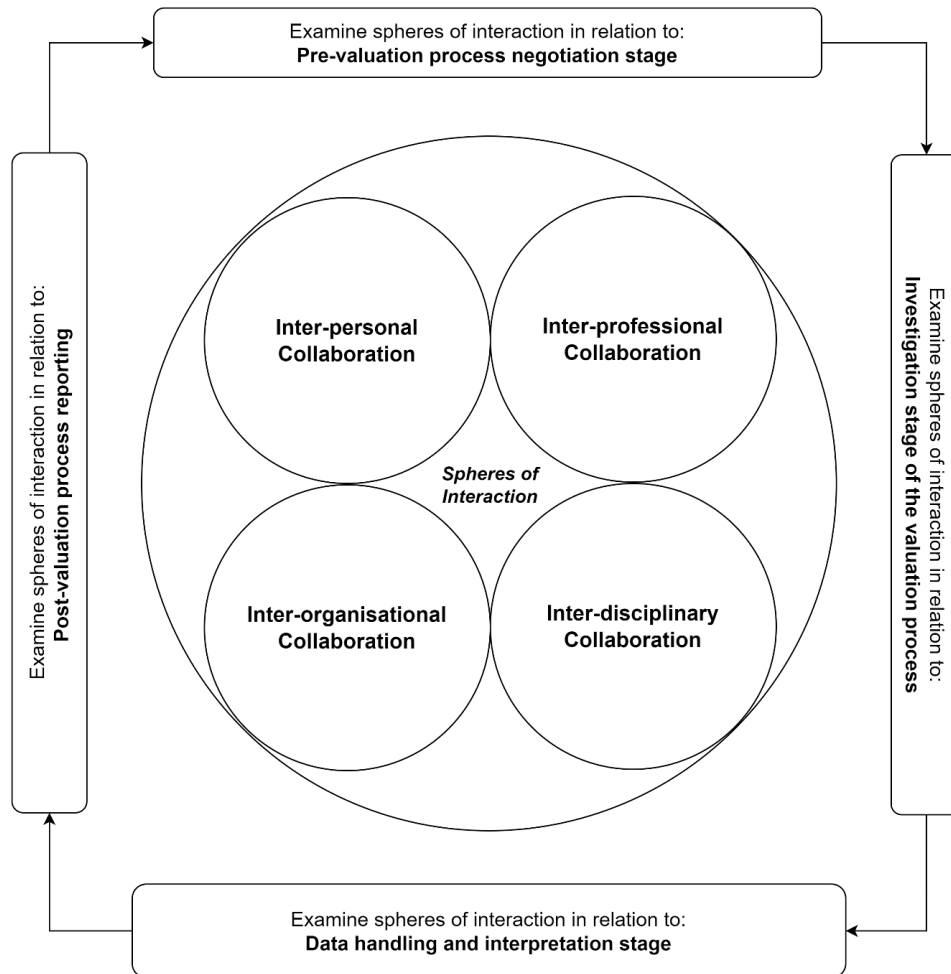 Examine spheres of interaction in relation to:
Pre-valuation process negotiation stage
Examine spheres of interaction in relation to:
Post-valuation process reporting
Inter-personal
Collaboration
Inter-professional
Collaboration
Spheres of
Interaction
Inter-organisational
Collaboration
Inter-disciplinary
Collaboration
Examine spheres of interaction in relation to:
Investigation stage of the valuation process
Examine spheres of interaction in relation to:
Data handling and interpretation stage